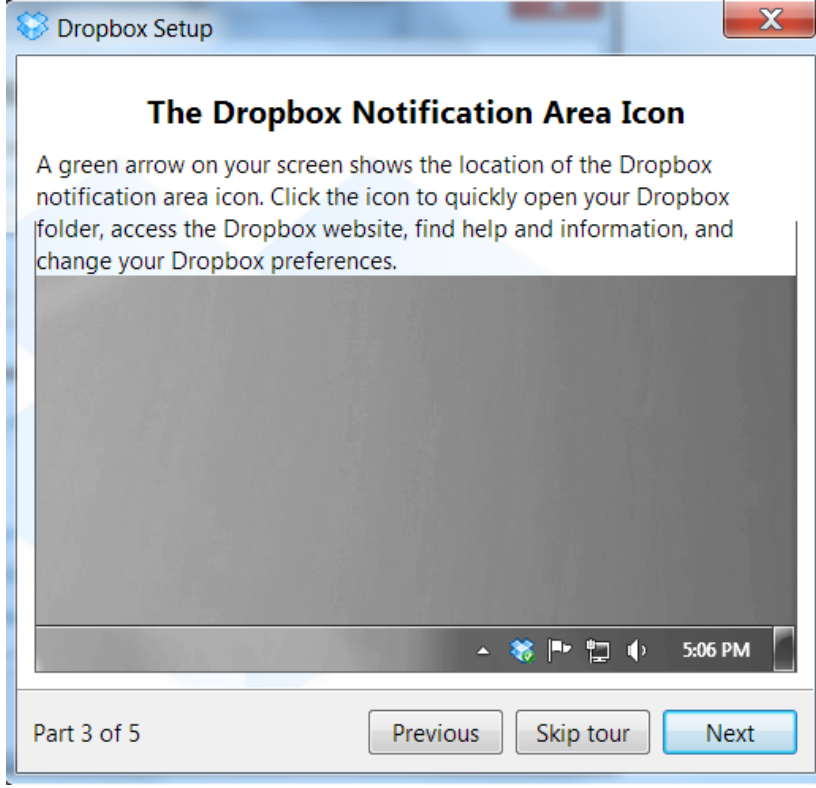 Dropbox Setup
The Dropbox Notification Area Icon
A green arrow on your screen shows the location of the Dropbox
notification area icon. Click the icon to quickly open your Dropbox
folder, access the Dropbox website, find help and information, and
change your Dropbox preferences.
5:06 PM
Part 3 of 5
Previous
Skip tour
Next